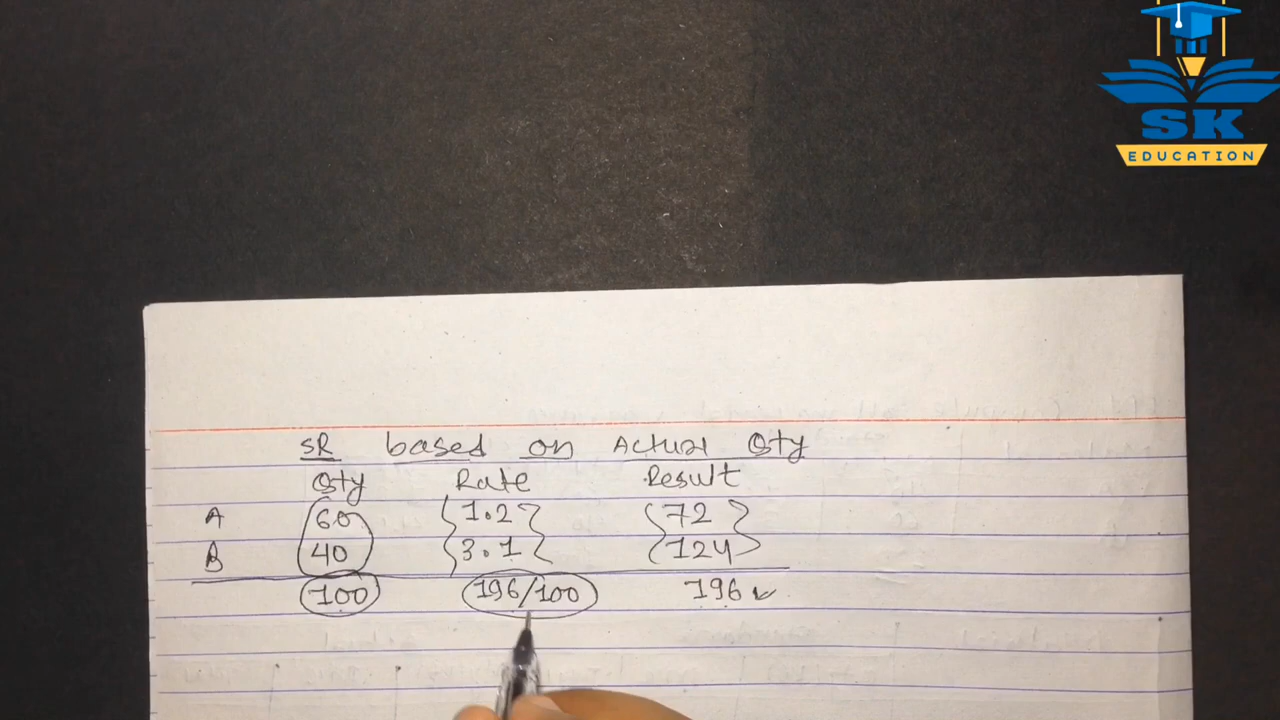 SK
EDUCATION
SR based on Actual Qty
Qty Rate Result
A 60 1.2 72
B 40 3.1 124
100 196/100 196